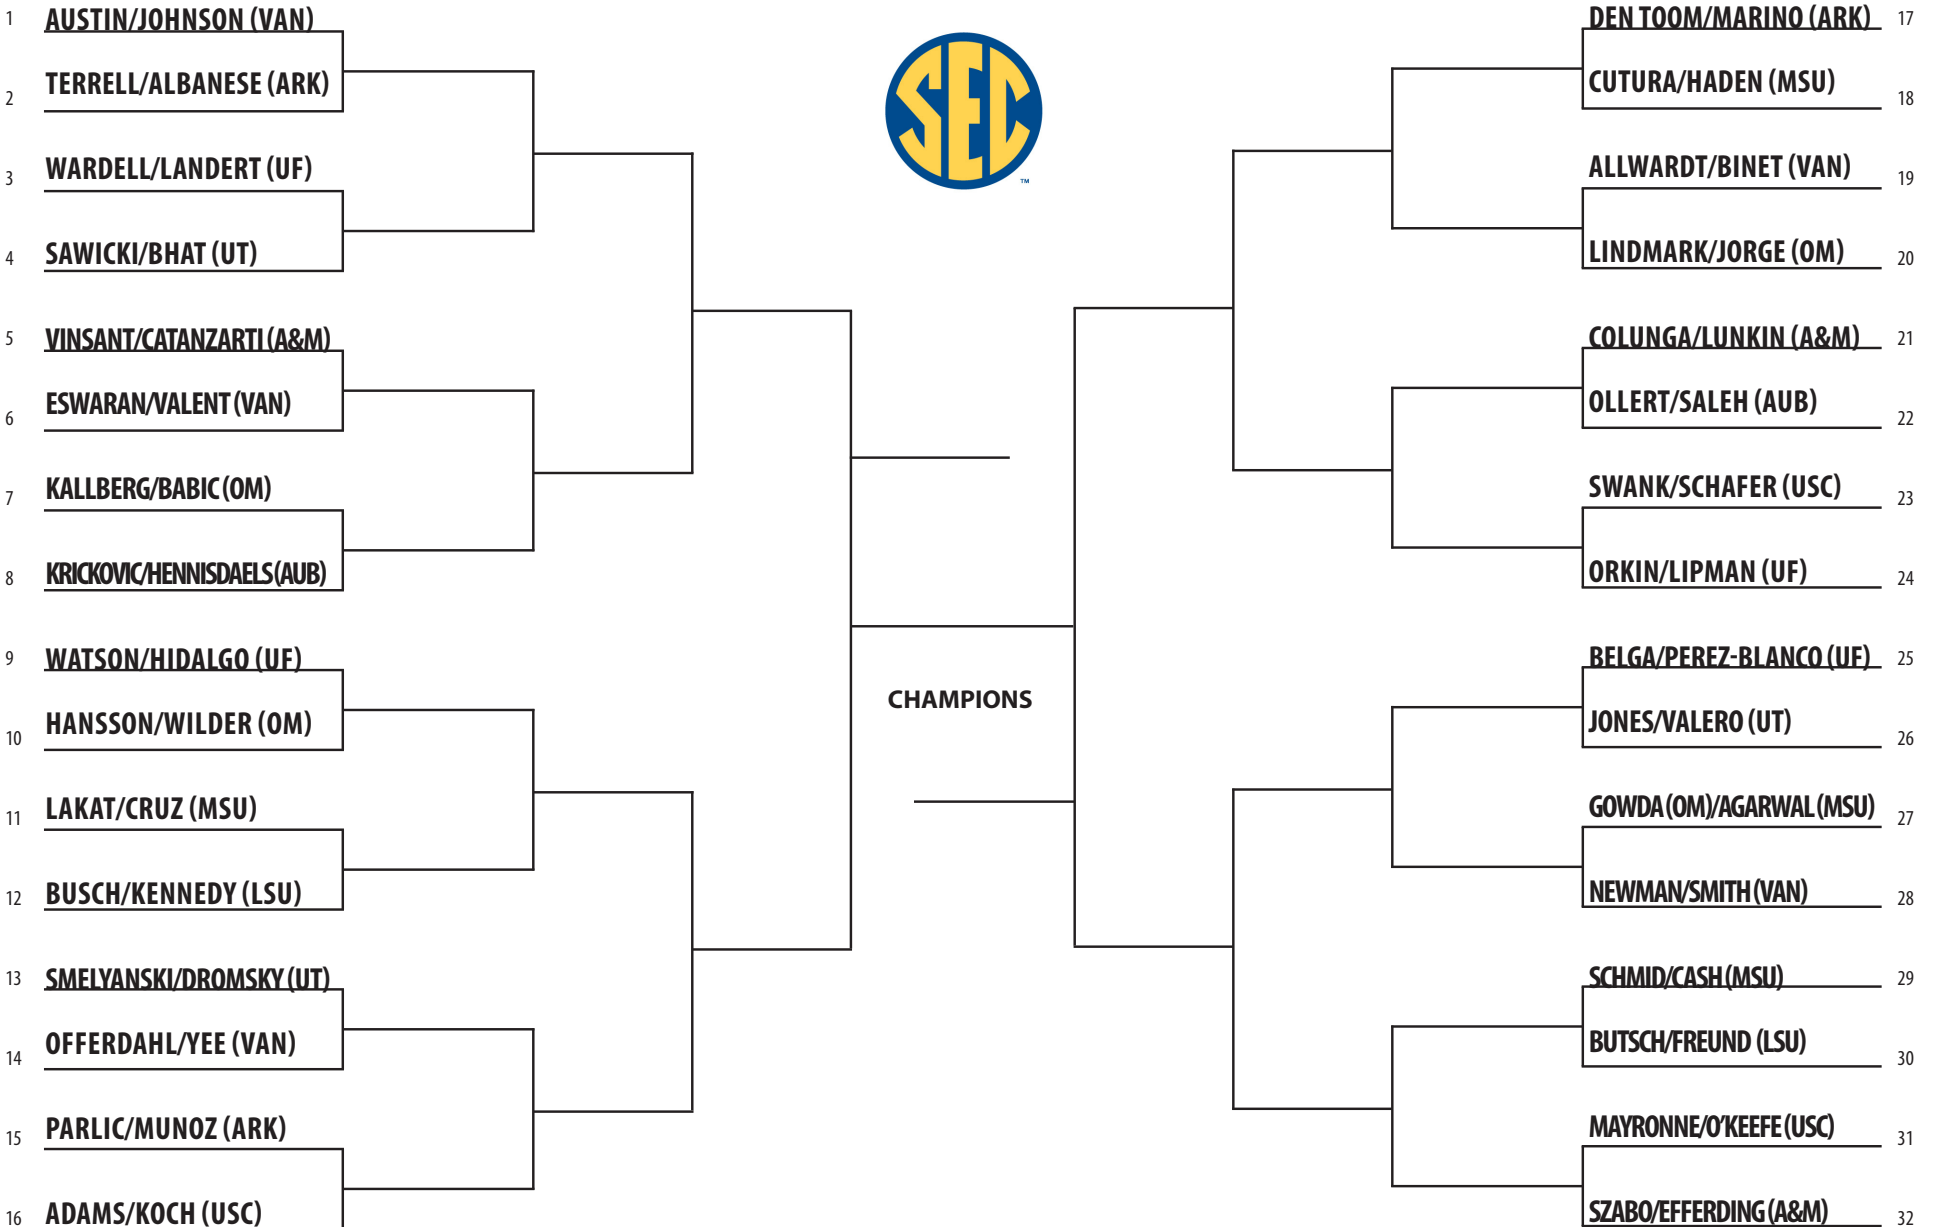 1 AUSTIN/JOHNSON (VAN)
2 TERRELL/ALBANESE (ARK)
3 WARDELL/LANDERT (UF)
4 SAWICKI/BHAT (UT)
5 VINSANT/CATANZARTI (A&M)
6 ESWARAN/VALENT (VAN)
7 KALLBERG/BABIC (OM)
8 KRICKOVIC/HENNISDAELS (AUB)
9 WATSON/HIDALGO (UF)
10 HANSSON/WILDER (OM)
11 LAKAT/CRUZ (MSU)
12 BUSCH/KENNEDY (LSU)
13 SMELYANSKI/DROMSKY (UT)
14 OFFERDAHL/YEE (VAN)
15 PARLIC/MUNOZ (ARK)
16 ADAMS/KOCH (USC)
SEC
TM
CHAMPIONS
DEN TOOM/MARINO (ARK) 17
CUTURA/HADEN (MSU) 18
ALLWARDT/BINET (VAN) 19
LINDMARK/JORGE (OM) 20
COLUNGA/LUNKIN (A&M) 21
OLLERT/SALEH (AUB) 22
SWANK/SCHAFER (USC) 23
ORKIN/LIPMAN (UF) 24
BELGA/PEREZ-BLANCO (UF) 25
JONES/VALERO (UT) 26
GOWDA (OM)/AGARWAL (MSU) 27
NEWMAN/SMITH (VAN) 28
SCHMID/CASH (MSU) 29
BUTSCH/FREUND (LSU) 30
MAYRONNE/O'KEEFE (USC) 31
SZABO/EFFERDING (A&M) 32